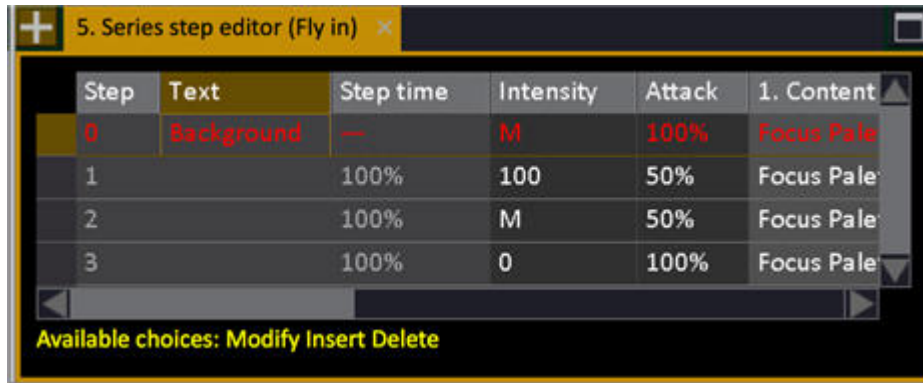 5. Series step editor (Fly in)
Step Text Step time Intensity Attack 1. Content
0 Background — M 100% Focus Pale
1 100% 100 50% Focus Pale
2 100% M 50% Focus Pale
3 100% 0 100% Focus Pale
Available choices: Modify Insert Delete